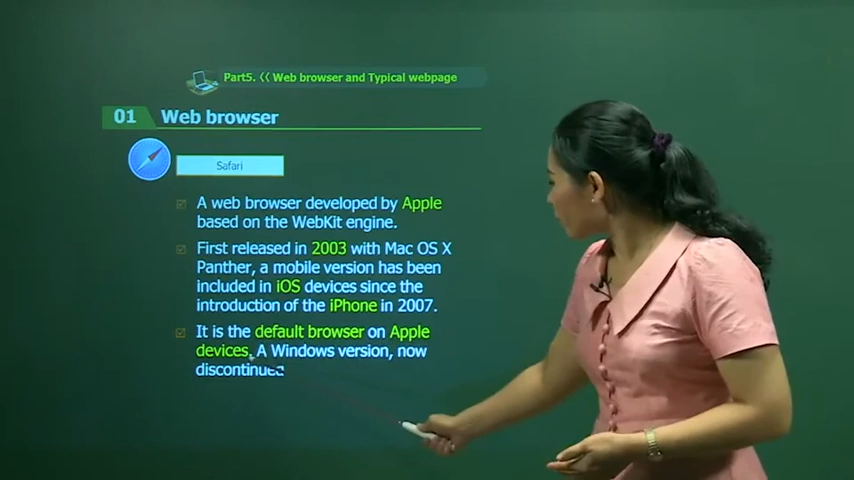 Part5. 《 Web browser and Typical webpage
01 Web browser
Safari
A web browser developed by Apple
based on the WebKit engine.
First released in 2003 with Mac OS X
Panther, a mobile version has been
included in iOS devices since the
introduction of the iPhone in 2007.
It is the default browser on Apple
devices. A Windows version, now
discontinued